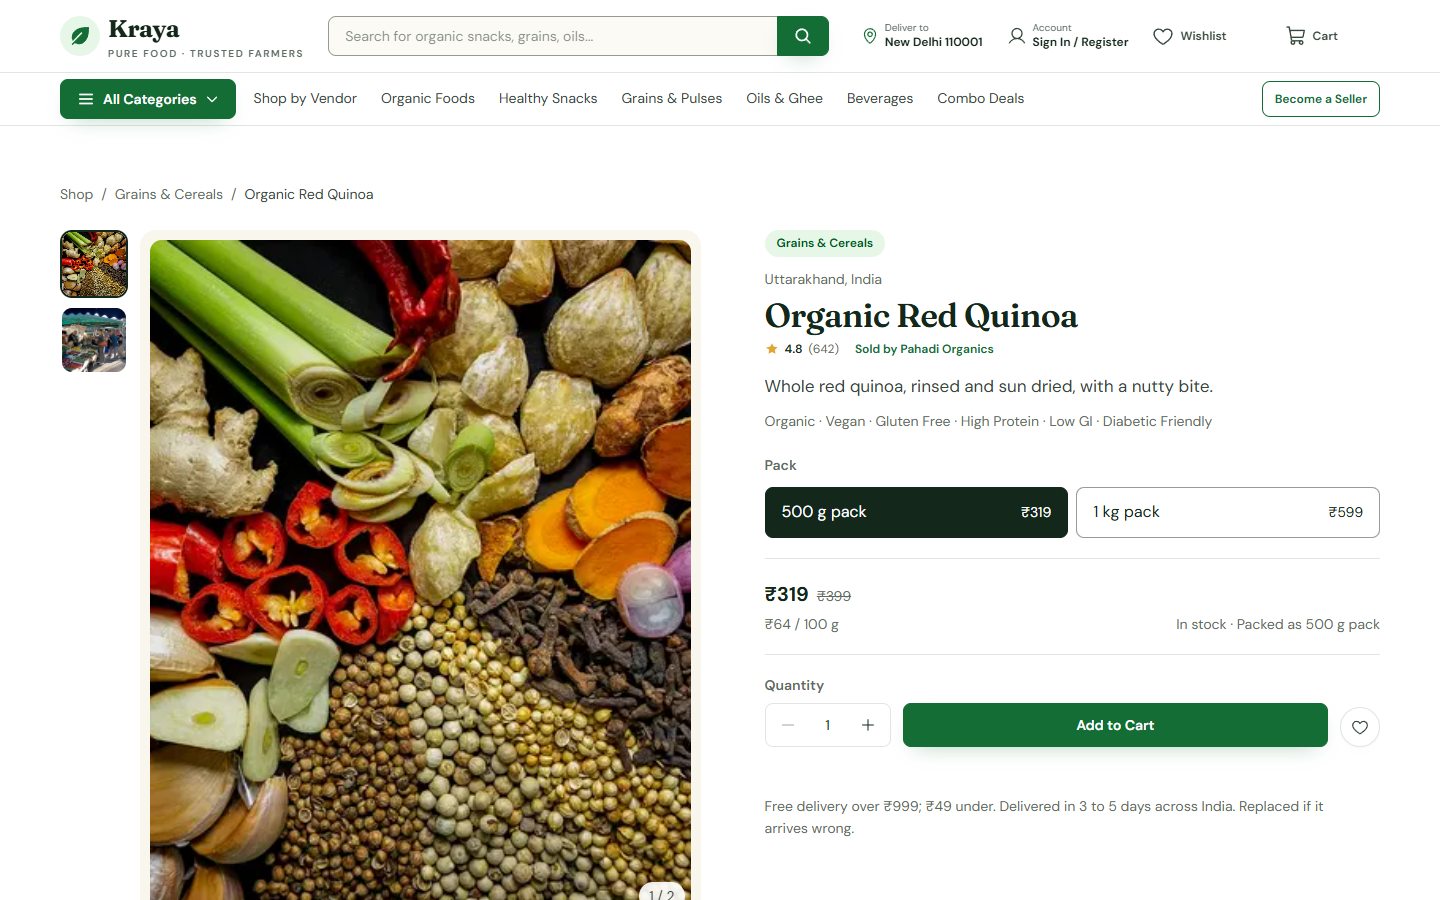 Kraya
PURE FOOD · TRUSTED FARMERS
Search for organic snacks, grains, oils...
Deliver to
New Delhi 110001
Account
Sign In / Register
Wishlist
Cart
All Categories
Shop by Vendor
Organic Foods
Healthy Snacks
Grains & Pulses
Oils & Ghee
Beverages
Combo Deals
Become a Seller
Shop / Grains & Cereals / Organic Red Quinoa
1 / 2
Grains & Cereals
Uttarakhand, India
Organic Red Quinoa
4.8 (642) Sold by Pahadi Organics
Whole red quinoa, rinsed and sun dried, with a nutty bite.
Organic · Vegan · Gluten Free · High Protein · Low GI · Diabetic Friendly
Pack
500 g pack ₹319
1 kg pack ₹599
₹319 ₹399
₹64 / 100 g
In stock · Packed as 500 g pack
Quantity
1
Add to Cart
Free delivery over ₹999; ₹49 under. Delivered in 3 to 5 days across India. Replaced if it
arrives wrong.